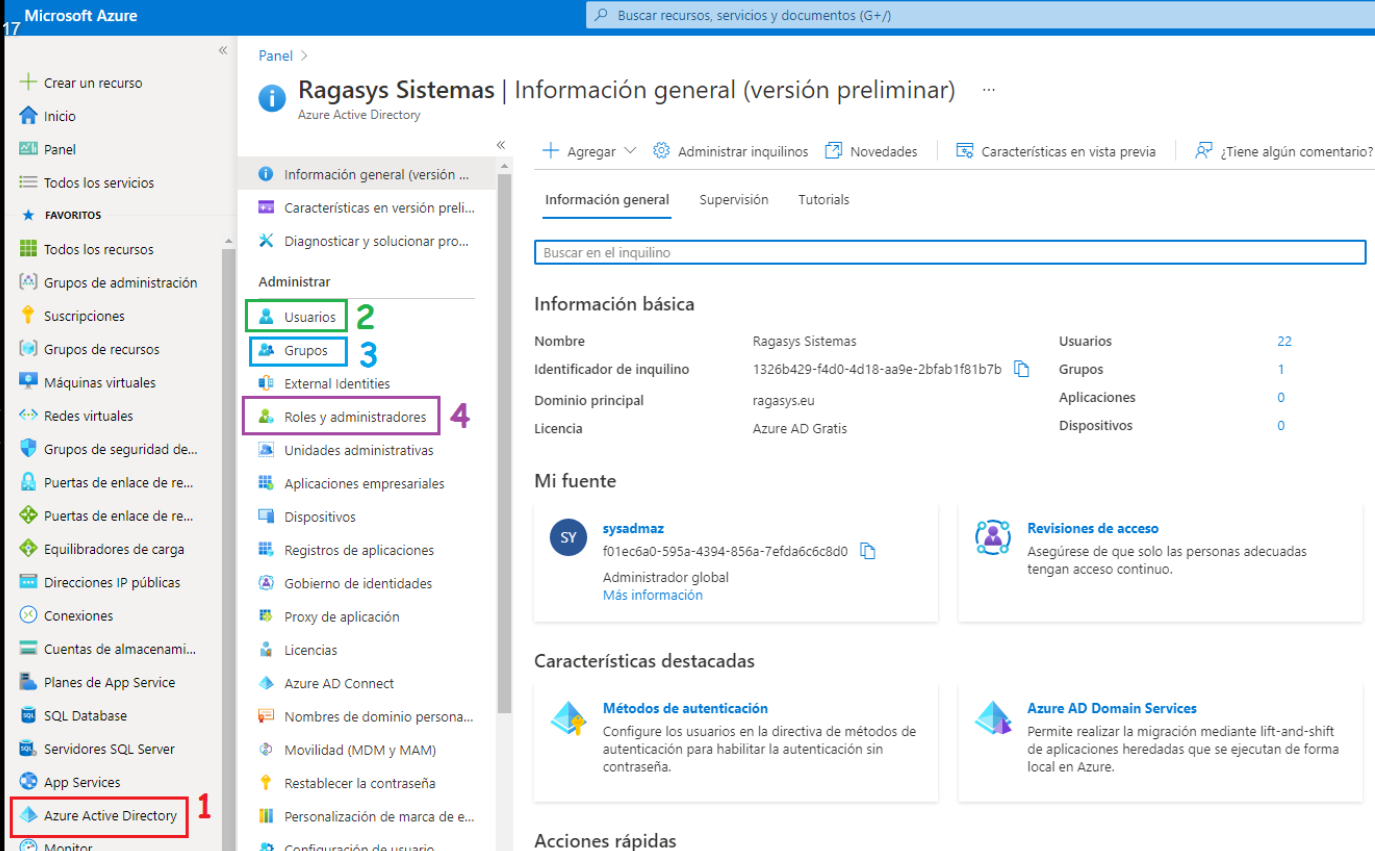 Microsoft Azure
Buscar recursos, servicios y documentos (G+/)
17
«
Crear un recurso
Inicio
Panel
Todos los servicios
FAVORITOS
Todos los recursos
Grupos de administración
Suscripciones
Grupos de recursos
Máquinas virtuales
Redes virtuales
Grupos de seguridad de...
Puertas de enlace de re...
Puertas de enlace de re...
Equilibradores de carga
Direcciones IP públicas
Conexiones
Cuentas de almacenami...
Planes de App Service
SQL Database
Servidores SQL Server
App Services
Azure Active Directory 1
Monitor
Panel >
Ragasys Sistemas | Información general (versión preliminar) ...
Azure Active Directory
«
Información general (versión ...
Características en versión preli...
Diagnosticar y solucionar pro...
Administrar
Usuarios 2
Grupos 3
External Identities
Roles y administradores 4
Unidades administrativas
Aplicaciones empresariales
Dispositivos
Registros de aplicaciones
Gobierno de identidades
Proxy de aplicación
Licencias
Azure AD Connect
Nombres de dominio persona...
Movilidad (MDM y MAM)
Restablecer la contraseña
Personalización de marca de e...
Configuración de usuario
Agregar Administrar inquilinos Novedades Características en vista previa ¿Tiene algún comentario?
Información general Supervisión Tutorials
Buscar en el inquilino
Información básica
Nombre Ragasys Sistemas Usuarios 22
Identificador de inquilino 1326b429-f4d0-4d18-aa9e-2bfab1f81b7b Grupos 1
Dominio principal ragasys.eu Aplicaciones 0
Licencia Azure AD Gratis Dispositivos 0
Mi fuente
SY
sysadmaz
f01ec6a0-595a-4394-856a-7efda6c6c8d0
Administrador global
Más información
Revisiones de acceso
Asegúrese de que solo las personas adecuadas
tengan acceso continuo.
Características destacadas
Métodos de autenticación
Configure los usuarios en la directiva de métodos de
autenticación para habilitar la autenticación sin
contraseña.
Azure AD Domain Services
Permite realizar la migración mediante lift-and-shift
de aplicaciones heredadas que se ejecutan de forma
local en Azure.
Acciones rápidas